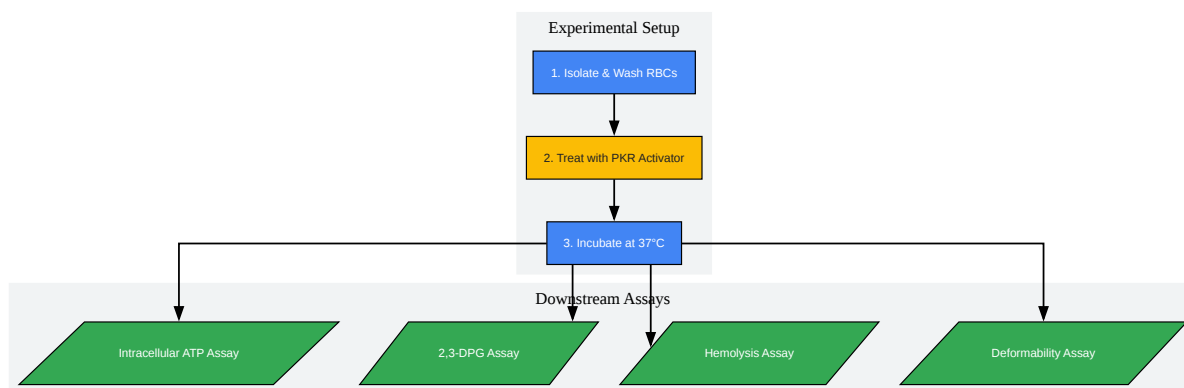 Experimental Setup
1. Isolate & Wash RBCs
2. Treat with PKR Activator
3. Incubate at 37°C
Downstream Assays
Intracellular ATP Assay
2,3-DPG Assay
Hemolysis Assay
Deformability Assay